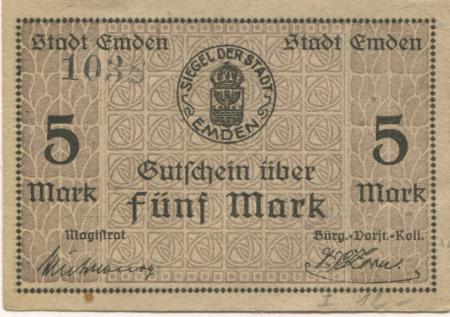 Stadt Emden Stadt Emden
103
SIEGEL DER STADT EMDEN
5 5
Mark Mark
Gutschein über
fünf Mark
Magistrat Bürg.-Vorst.-Koll.
I 12-